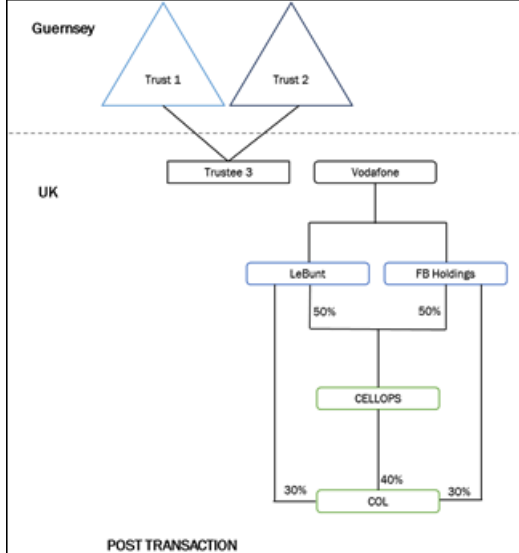 Guernsey
Trust 1
Trust 2
Trustee 3
Vodafone
UK
LeBunt
FB Holdings
50%
50%
CELLOPS
40%
30%
30%
COL
POST TRANSACTION